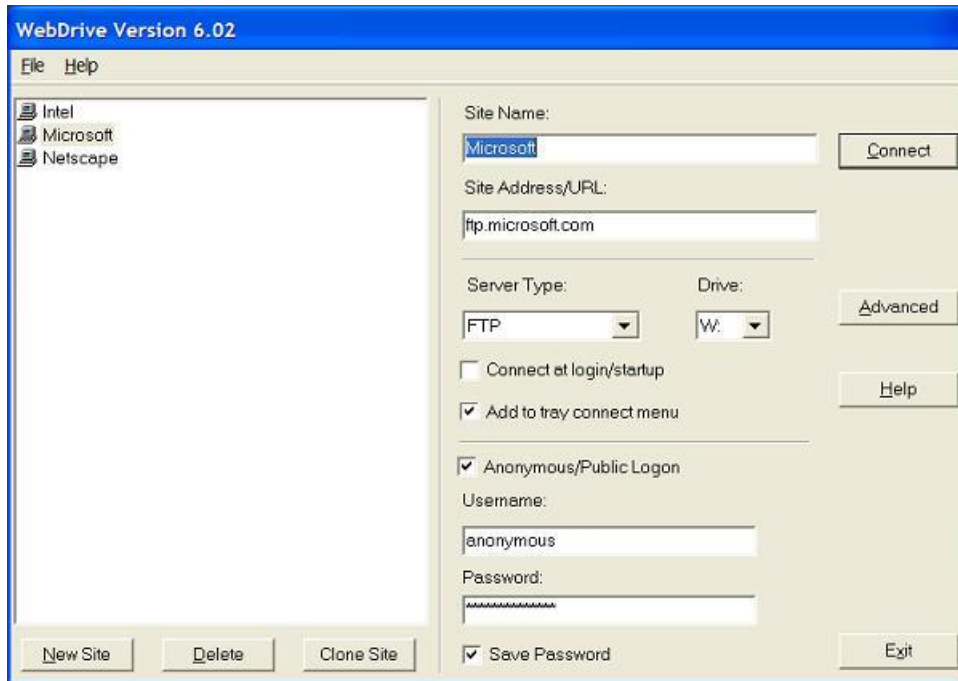 WebDrive Version 6.02
File Help
Intel
Microsoft
Netscape
New Site Delete Clone Site
Site Name:
Microsoft
Site Address/URL:
ftp.microsoft.com
Server Type: Drive:
FTP W:
Connect at login/startup
Add to tray connect menu
Anonymous/Public Logon
Username:
anonymous
Password:
Save Password
Connect
Advanced
Help
Exit